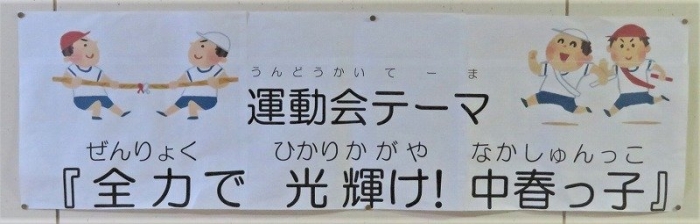 うんどうかいてーま
運動会テーマ
ぜんりょく ひかりかがや なかしゅんっこ
『全力で 光輝け! 中春っ子』